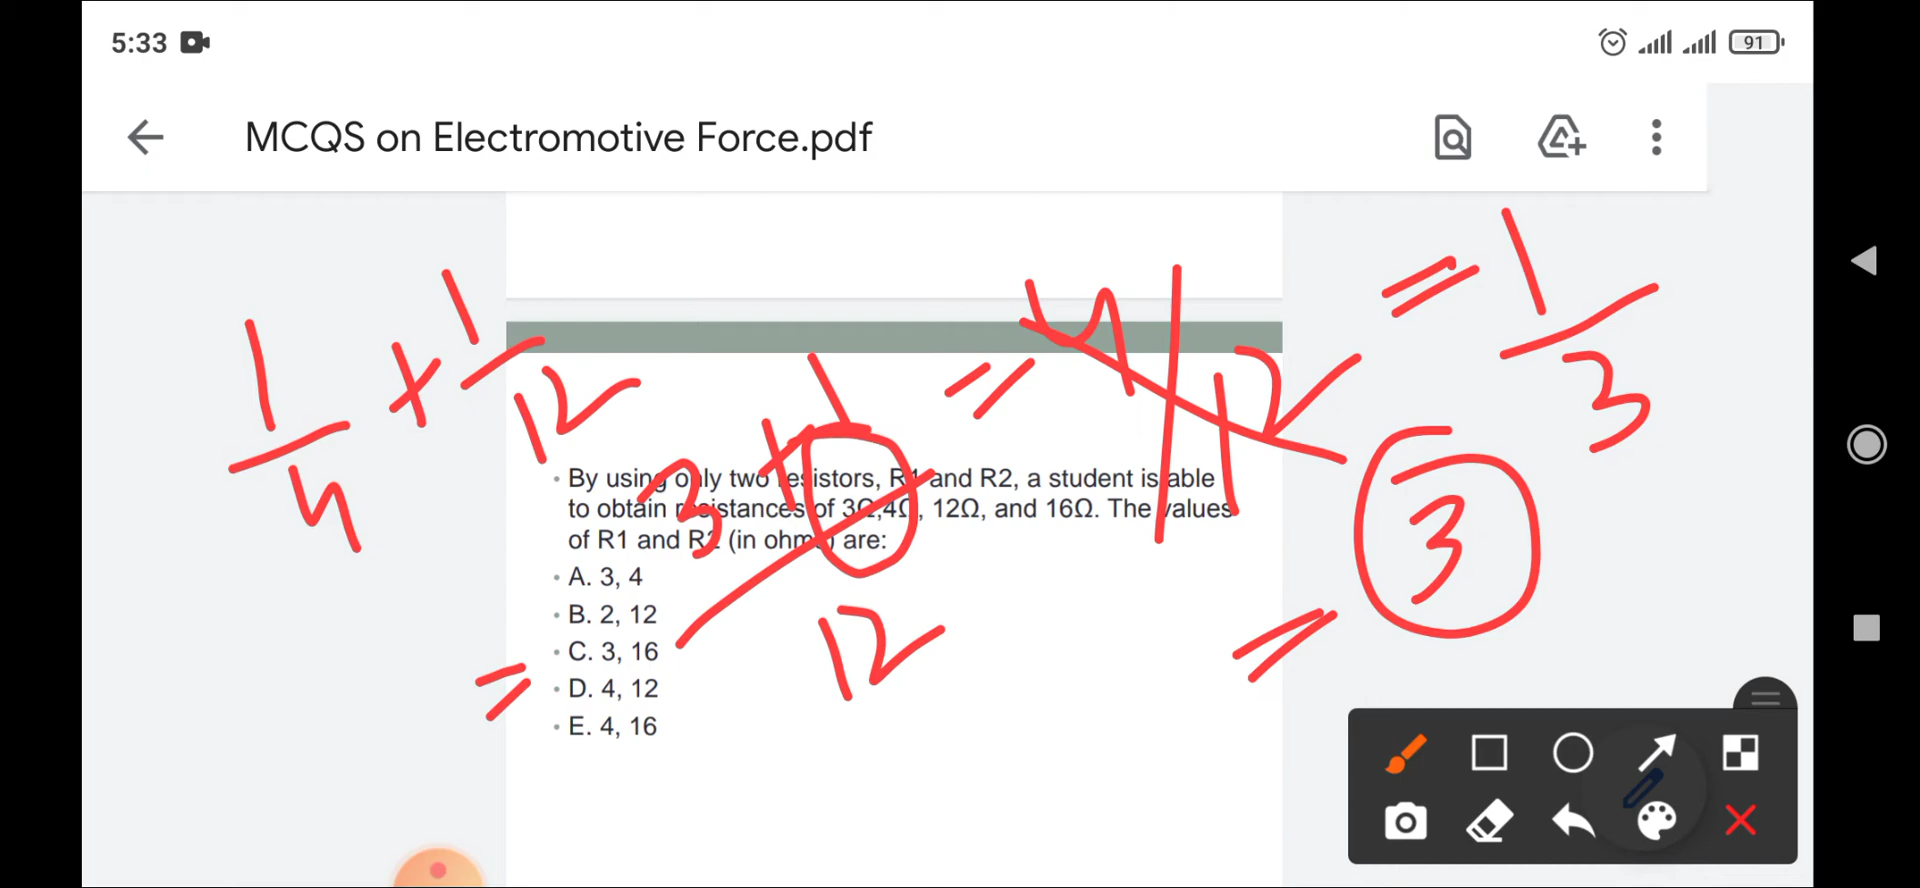 5:33
91
MCQS on Electromotive Force.pdf
1/4 + 1/12
= 3 + 1 / 12
= 4/12
= 1/3
= 3
By using only two resistors, R1 and R2, a student is able
to obtain resistances of 3Ω,4Ω, 12Ω, and 16Ω. The values
of R1 and R2 (in ohms) are:
A. 3, 4
B. 2, 12
C. 3, 16
D. 4, 12
E. 4, 16